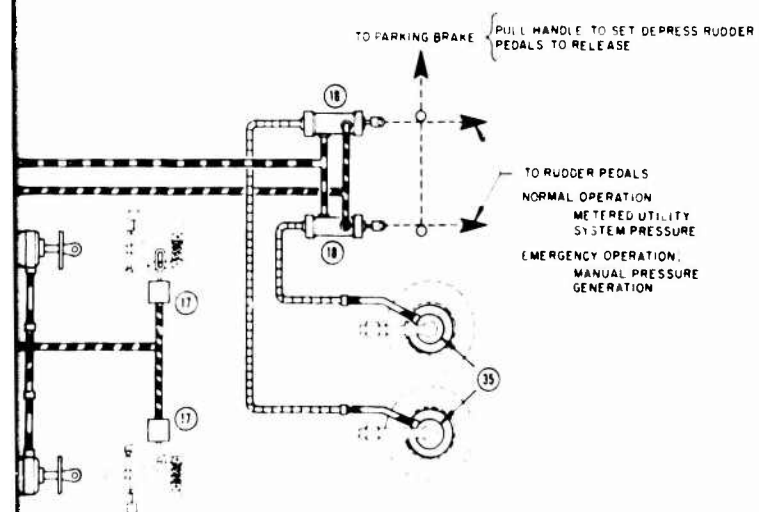 TO PARKING BRAKE
PULL HANDLE TO SET DEPRESS RUDDER
PEDALS TO RELEASE
18
TO RUDDER PEDALS
NORMAL OPERATION
METERED UTILITY
SYSTEM PRESSURE
18
EMERGENCY OPERATION:
MANUAL PRESSURE
GENERATION
17
35
17